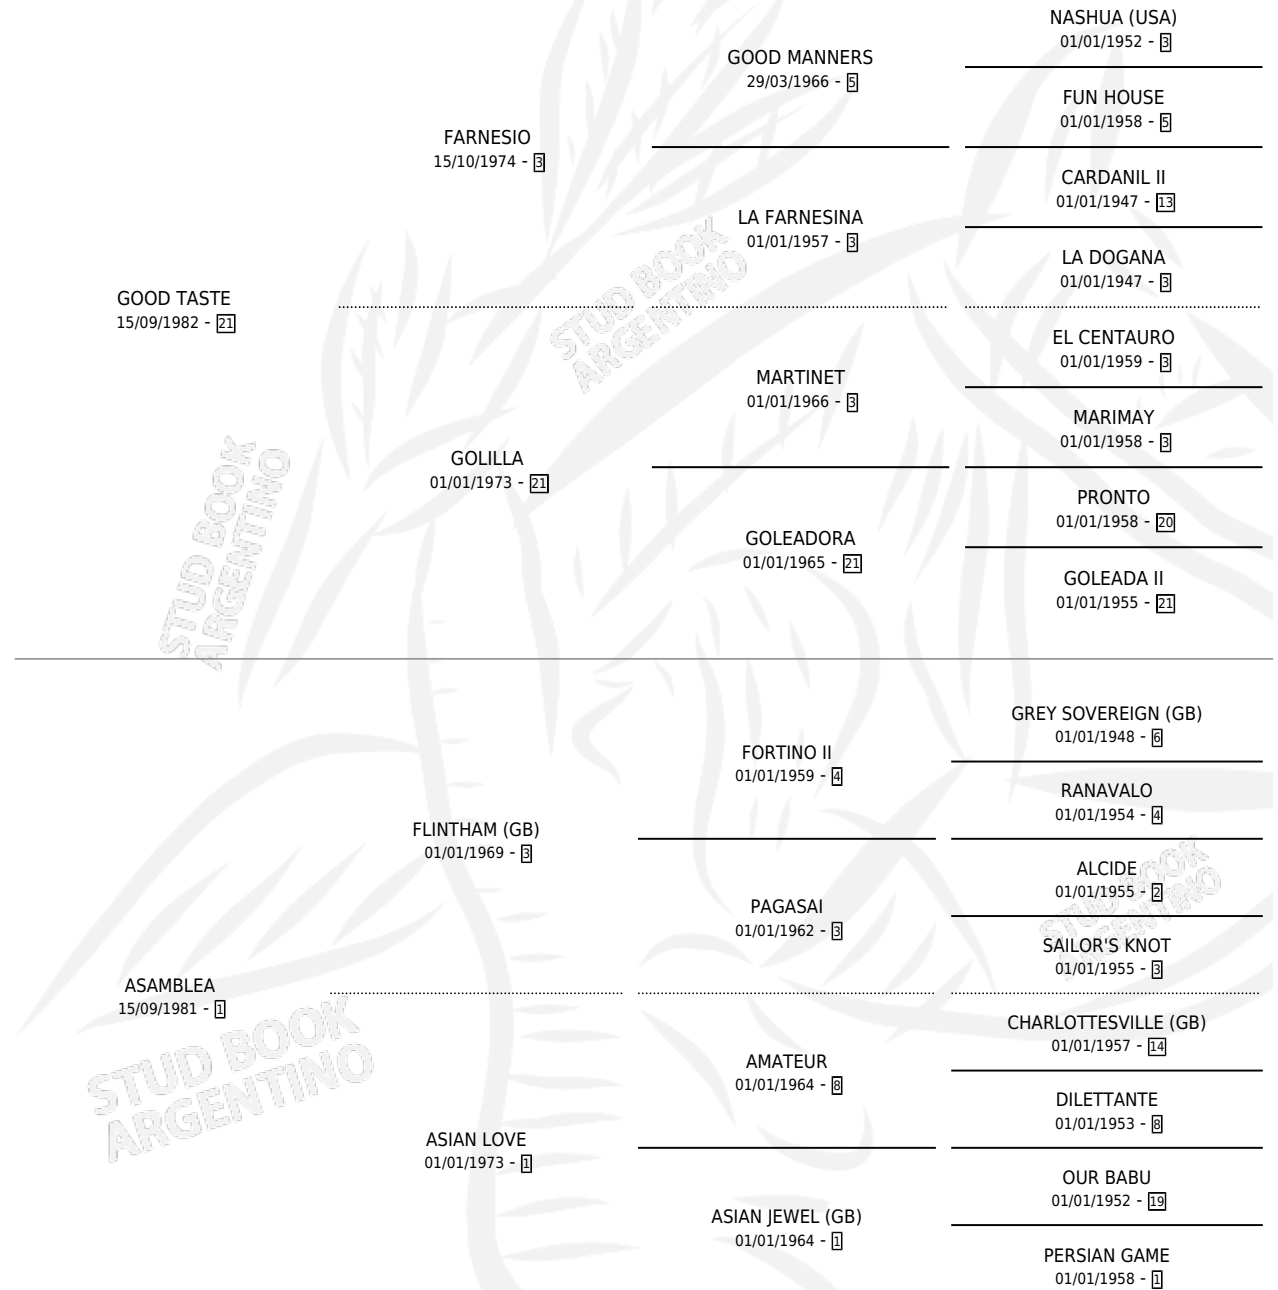 NASHUA (USA)
01/01/1952 - 3
GOOD MANNERS
29/03/1966 - 5
FUN HOUSE
01/01/1958 - 5
FARNESIO
15/10/1974 - 3
CARDANIL II
01/01/1947 - 13
LA FARNESINA
01/01/1957 - 3
LA DOGANA
01/01/1947 - 3
GOOD TASTE
15/09/1982 - 21
EL CENTAURO
01/01/1959 - 3
MARTINET
01/01/1966 - 3
MARIMAY
01/01/1958 - 3
GOLILLA
01/01/1973 - 21
PRONTO
01/01/1958 - 20
GOLEADORA
01/01/1965 - 21
GOLEADA II
01/01/1955 - 21
STUD BOOK
ARGENTINO
STUD BOOK
ARGENTINO
GREY SOVEREIGN (GB)
01/01/1948 - 6
FORTINO II
01/01/1959 - 4
RANAVALO
01/01/1954 - 4
FLINTHAM (GB)
01/01/1969 - 3
ALCIDE
01/01/1955 - 2
PAGASAI
01/01/1962 - 3
SAILOR'S KNOT
01/01/1955 - 3
ASAMBLEA
15/09/1981 - 1
CHARLOTTESVILLE (GB)
01/01/1957 - 14
AMATEUR
01/01/1964 - 8
DILETTANTE
01/01/1953 - 8
ASIAN LOVE
01/01/1973 - 1
OUR BABU
01/01/1952 - 19
ASIAN JEWEL (GB)
01/01/1964 - 1
PERSIAN GAME
01/01/1958 - 1
STUD BOOK
ARGENTINO
STUD BOOK
ARGENTINO